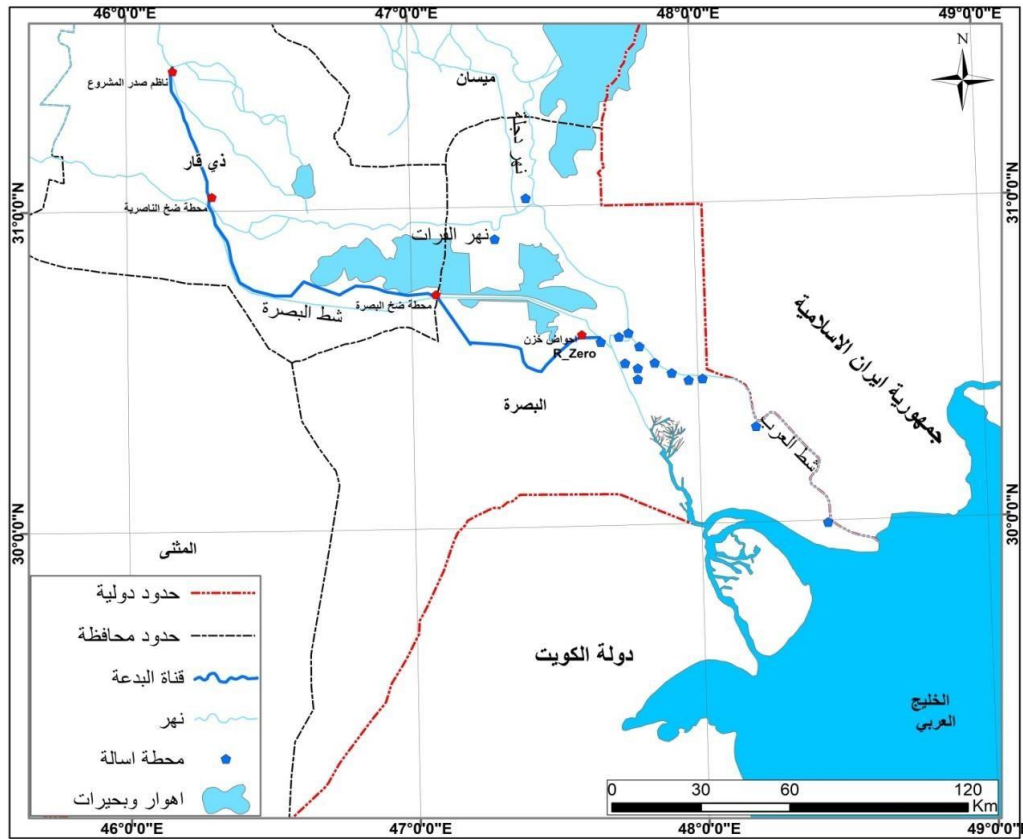 46°0'0"E
47°0'0"E
48°0'0"E
49°0'0"E
N
ناظم صدر المشروع
ميسان
ذي قار
31°0'0"N
31°0'0"N
محطة ضخ الناصرية
نهر الفرات
محطة ضخ البصرة
شط البصرة
احواض خزن
R_Zero
جمهورية ايران الاسلامية
البصرة
شط العرب
30°0'0"N
30°0'0"N
المثنى
دولة الكويت
الخليج
العربي
حدود دولية
حدود محافظة
قناة البدعة
نهر
محطة اسالة
اهوار وبحيرات
0 30 60 120
Km
46°0'0"E
47°0'0"E
48°0'0"E
49°0'0"E